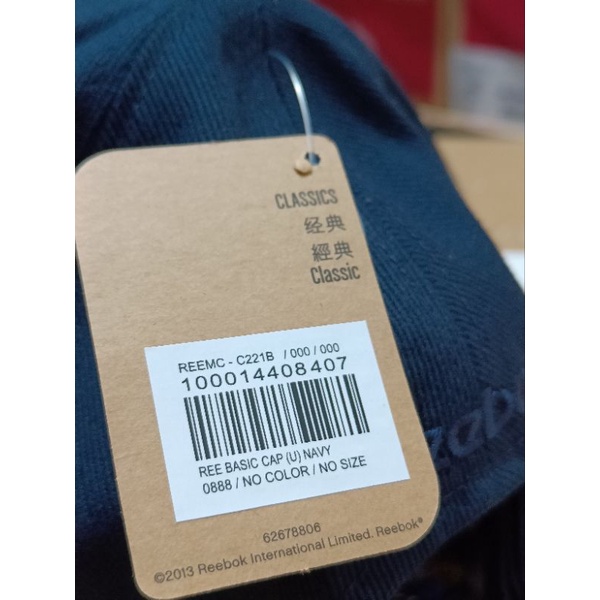 CLASSICS
经典
經典
Classic
REEMC - C221B / 000 / 000
100014408407
REE BASIC CAP (U) NAVY
0888 / NO COLOR / NO SIZE
62678806
©2013 Reebok International Limited. Reebok®